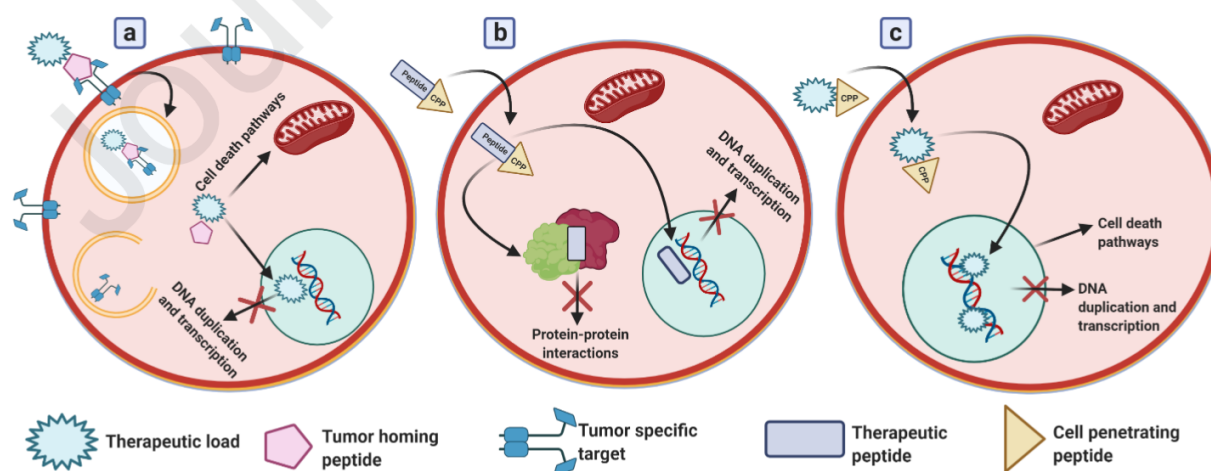 Jour
a
Cell death pathways
DNA duplication
and transcription
b
Peptide
CPP
Peptide
CPP
DNA duplication
and transcription
Protein-protein
interactions
c
CPP
CPP
Cell death
pathways
DNA
duplication and
transcription
Therapeutic load
Tumor homing
peptide
Tumor specific
target
Therapeutic
peptide
Cell penetrating
peptide